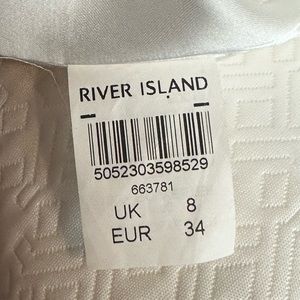 RIVER ISLAND
5052303598529
663781
UK 8
EUR 34